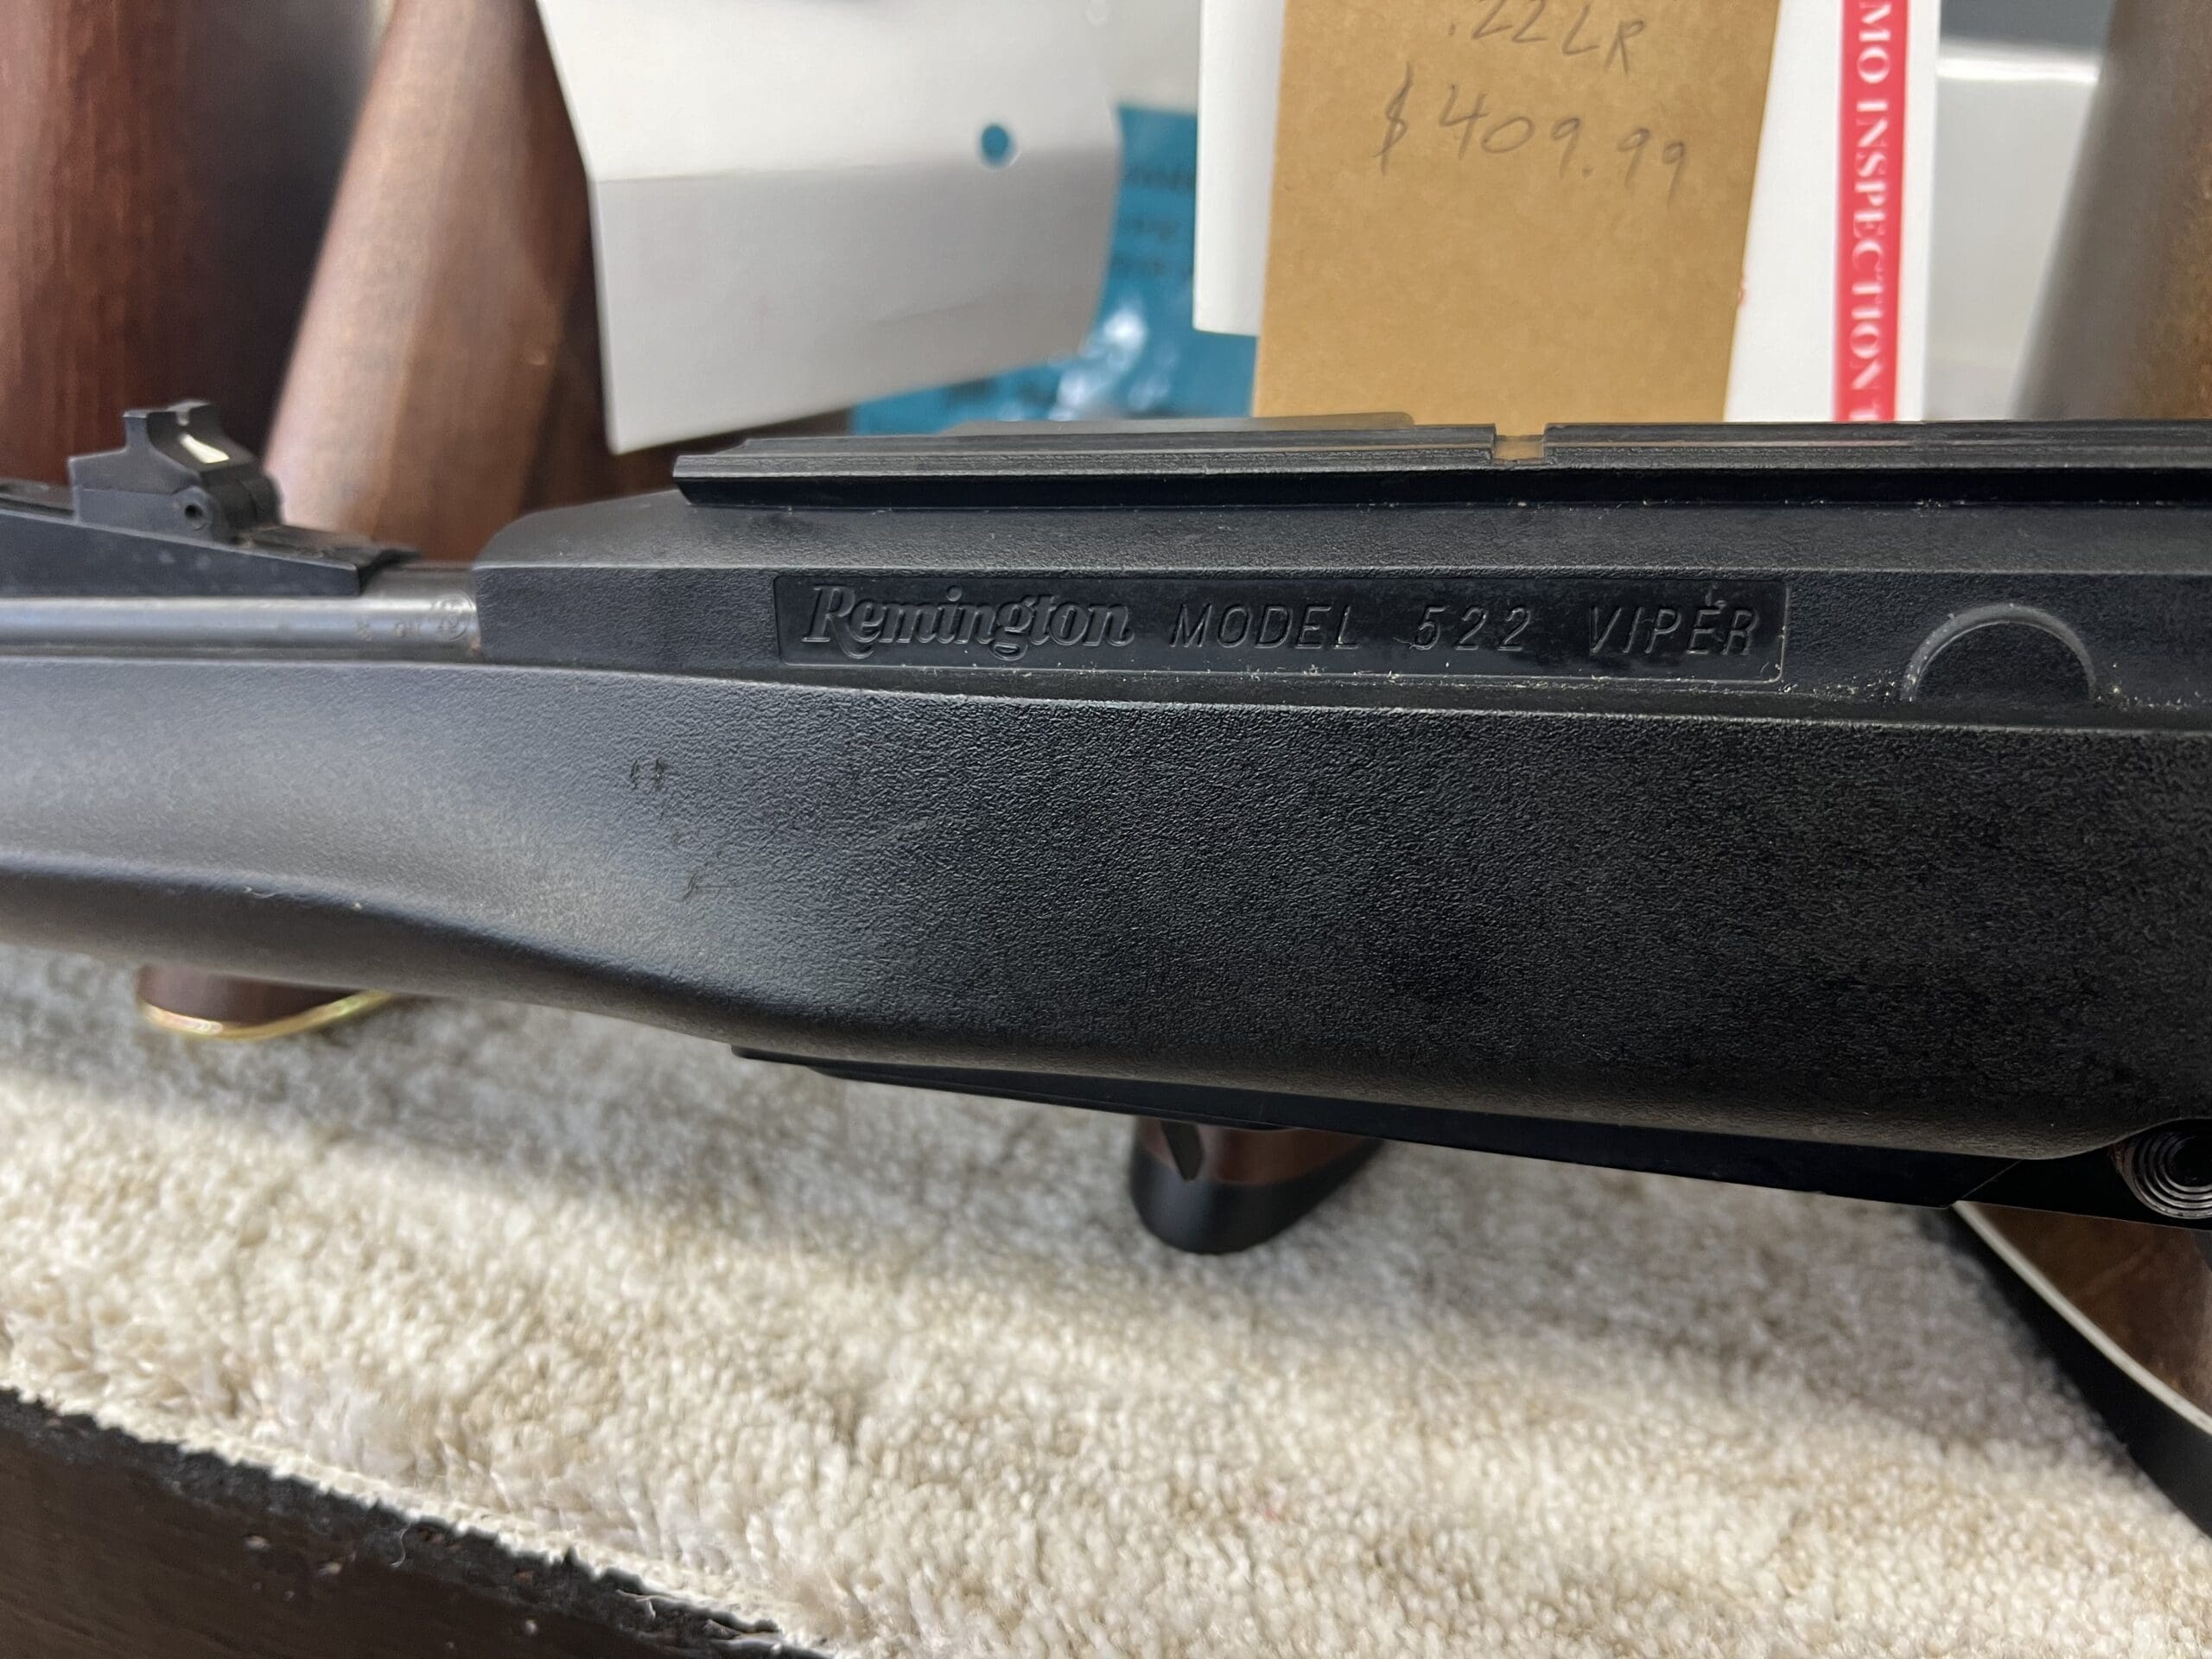 .22LR
$409.99
MO INSPECTION
Remington MODEL 522 VIPER